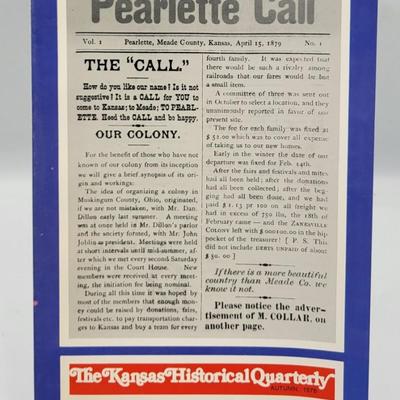 Pearlette Call
Vol. 1 Pearlette, Meade County, Kansas, April 15, 1879 No. 1
THE "CALL."
How do you like our name? Is it not
suggestive? It is a CALL for YOU to
come to Kansas; to Meade; TO PEARL-
ETTE. Heed the CALL and be happy.
OUR COLONY.
For the benefit of those who have not
known of our colony from its inception
we will give a brief synopsis of its ori-
gin and workings:
The idea of organizing a colony in
Muskingum County, Ohio, originated,
if we are not mistaken, with Mr. Dan.
Dillon early last summer. A meeting
was at once held in Mr. Dillon's parlor
and the society formed, with Mr. John
Joblin as president. Meetings were held
at short intervals until mid-summer, af-
ter which we met every second Saturday
evening in the Court House. New
members were received at every meet-
ing, the initiation fee being nominal.
During all this time it was hoped by
most of the members that enough mon-
ey could be raised by donations, fairs,
festivals etc. to pay transportation char-
ges to Kansas and buy a team for every
fourth family. It was expected that
there would be such a rivalry among
railroads that our fares would be but
a small item.
A committee of three was sent out
in October to select a location, and they
unanimously reported in favor of our
present site.
The fee for each family was fixed at
$ 52.00 which was to cover all expense
of taking us to our new homes.
Early in the winter the date of our
departure was fixed for Feb. 14th.
After the fairs and festivals and mites
had all been held; after the donations
had all been collected; after the beg-
ging had all been done, and we had
paid $ 1.15 pr 100 on all freight we
had in excess of 750 lbs, the 18th of
February came — and the ZANESVILLE
COLONY left with $000100.00 in the hip-
pocket of the treasurer! [ P. S. This
did not include DEBTS UNPAID of about
$ 50.00 ]
If there is a more beautiful
country than Meade Co. we
know it not.
Please notice the adver-
tisement of M. COLLAR, on
another page.
The Kansas Historical Quarterly
AUTUMN 1976